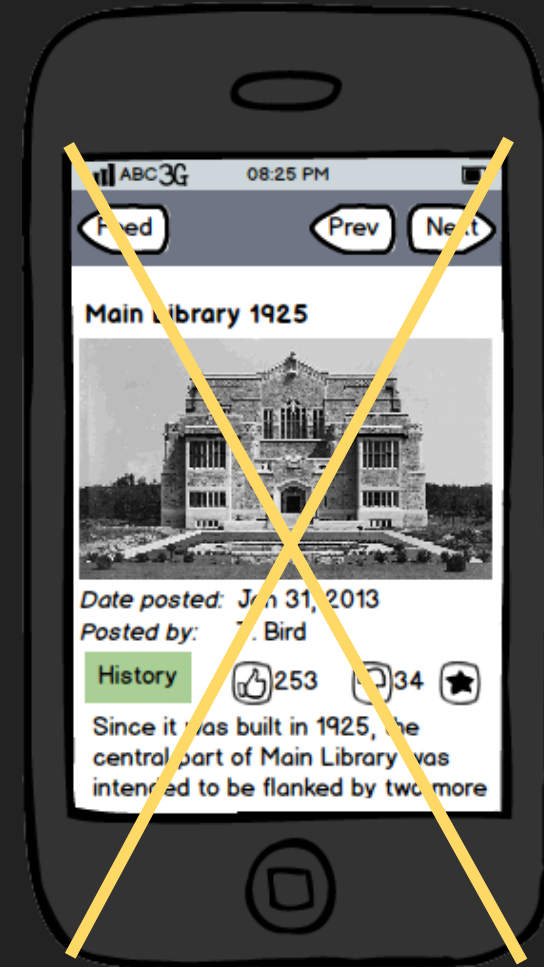 ABC 3G 08:25 PM
Feed Prev Next
Main Library 1925
Date posted: Jan 31, 2013
Posted by: Bird
History 253 34
Since it was built in 1925, the
central part of Main Library was
intended to be flanked by two more